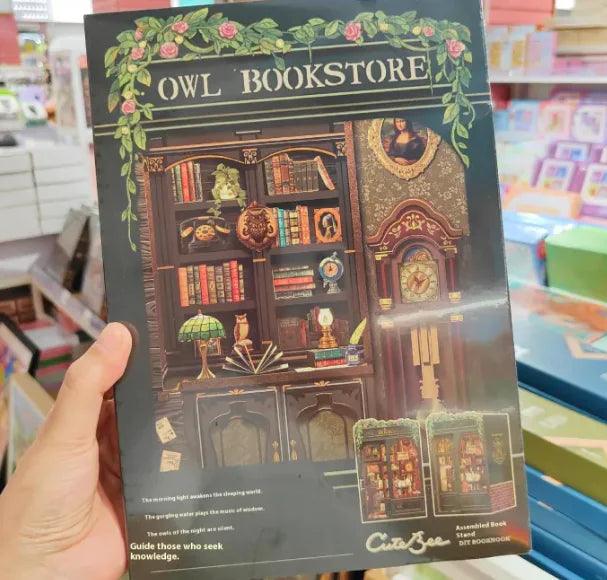 OWL BOOKSTORE
The morning light awakens the sleeping world.
The gurgling water plays the music of wisdom.
The owls of the night are silent.
Guide those who seek
knowledge.
CuteBee
Assembled Book
Stand
DIY BOOKNOOK